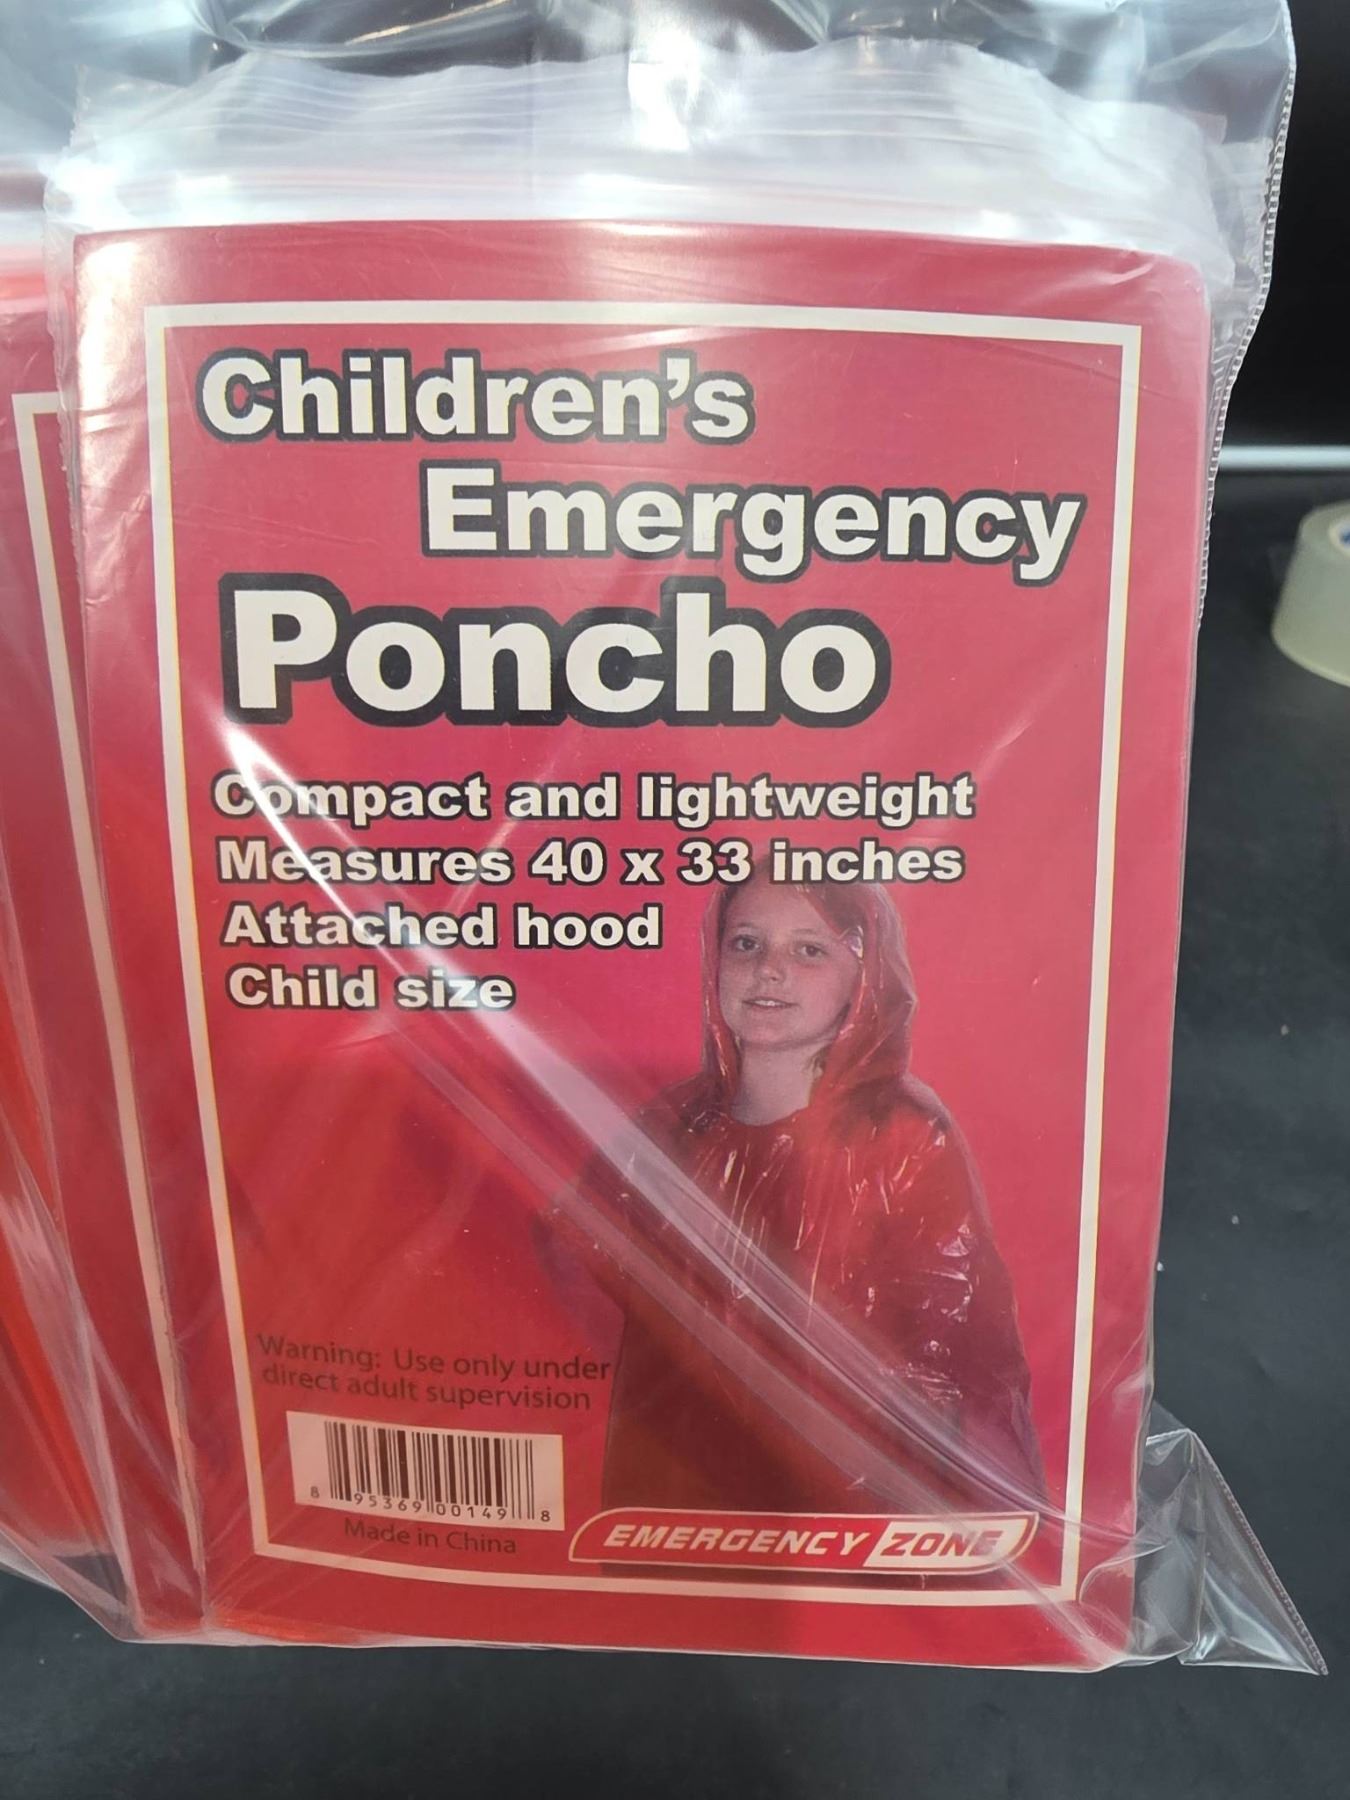 Children's
Emergency
Poncho
Compact and lightweight
Measures 40 x 33 inches
Attached hood
Child size
Warning: Use only under
direct adult supervision
8 95369 00149 8
Made in China
EMERGENCY ZONE